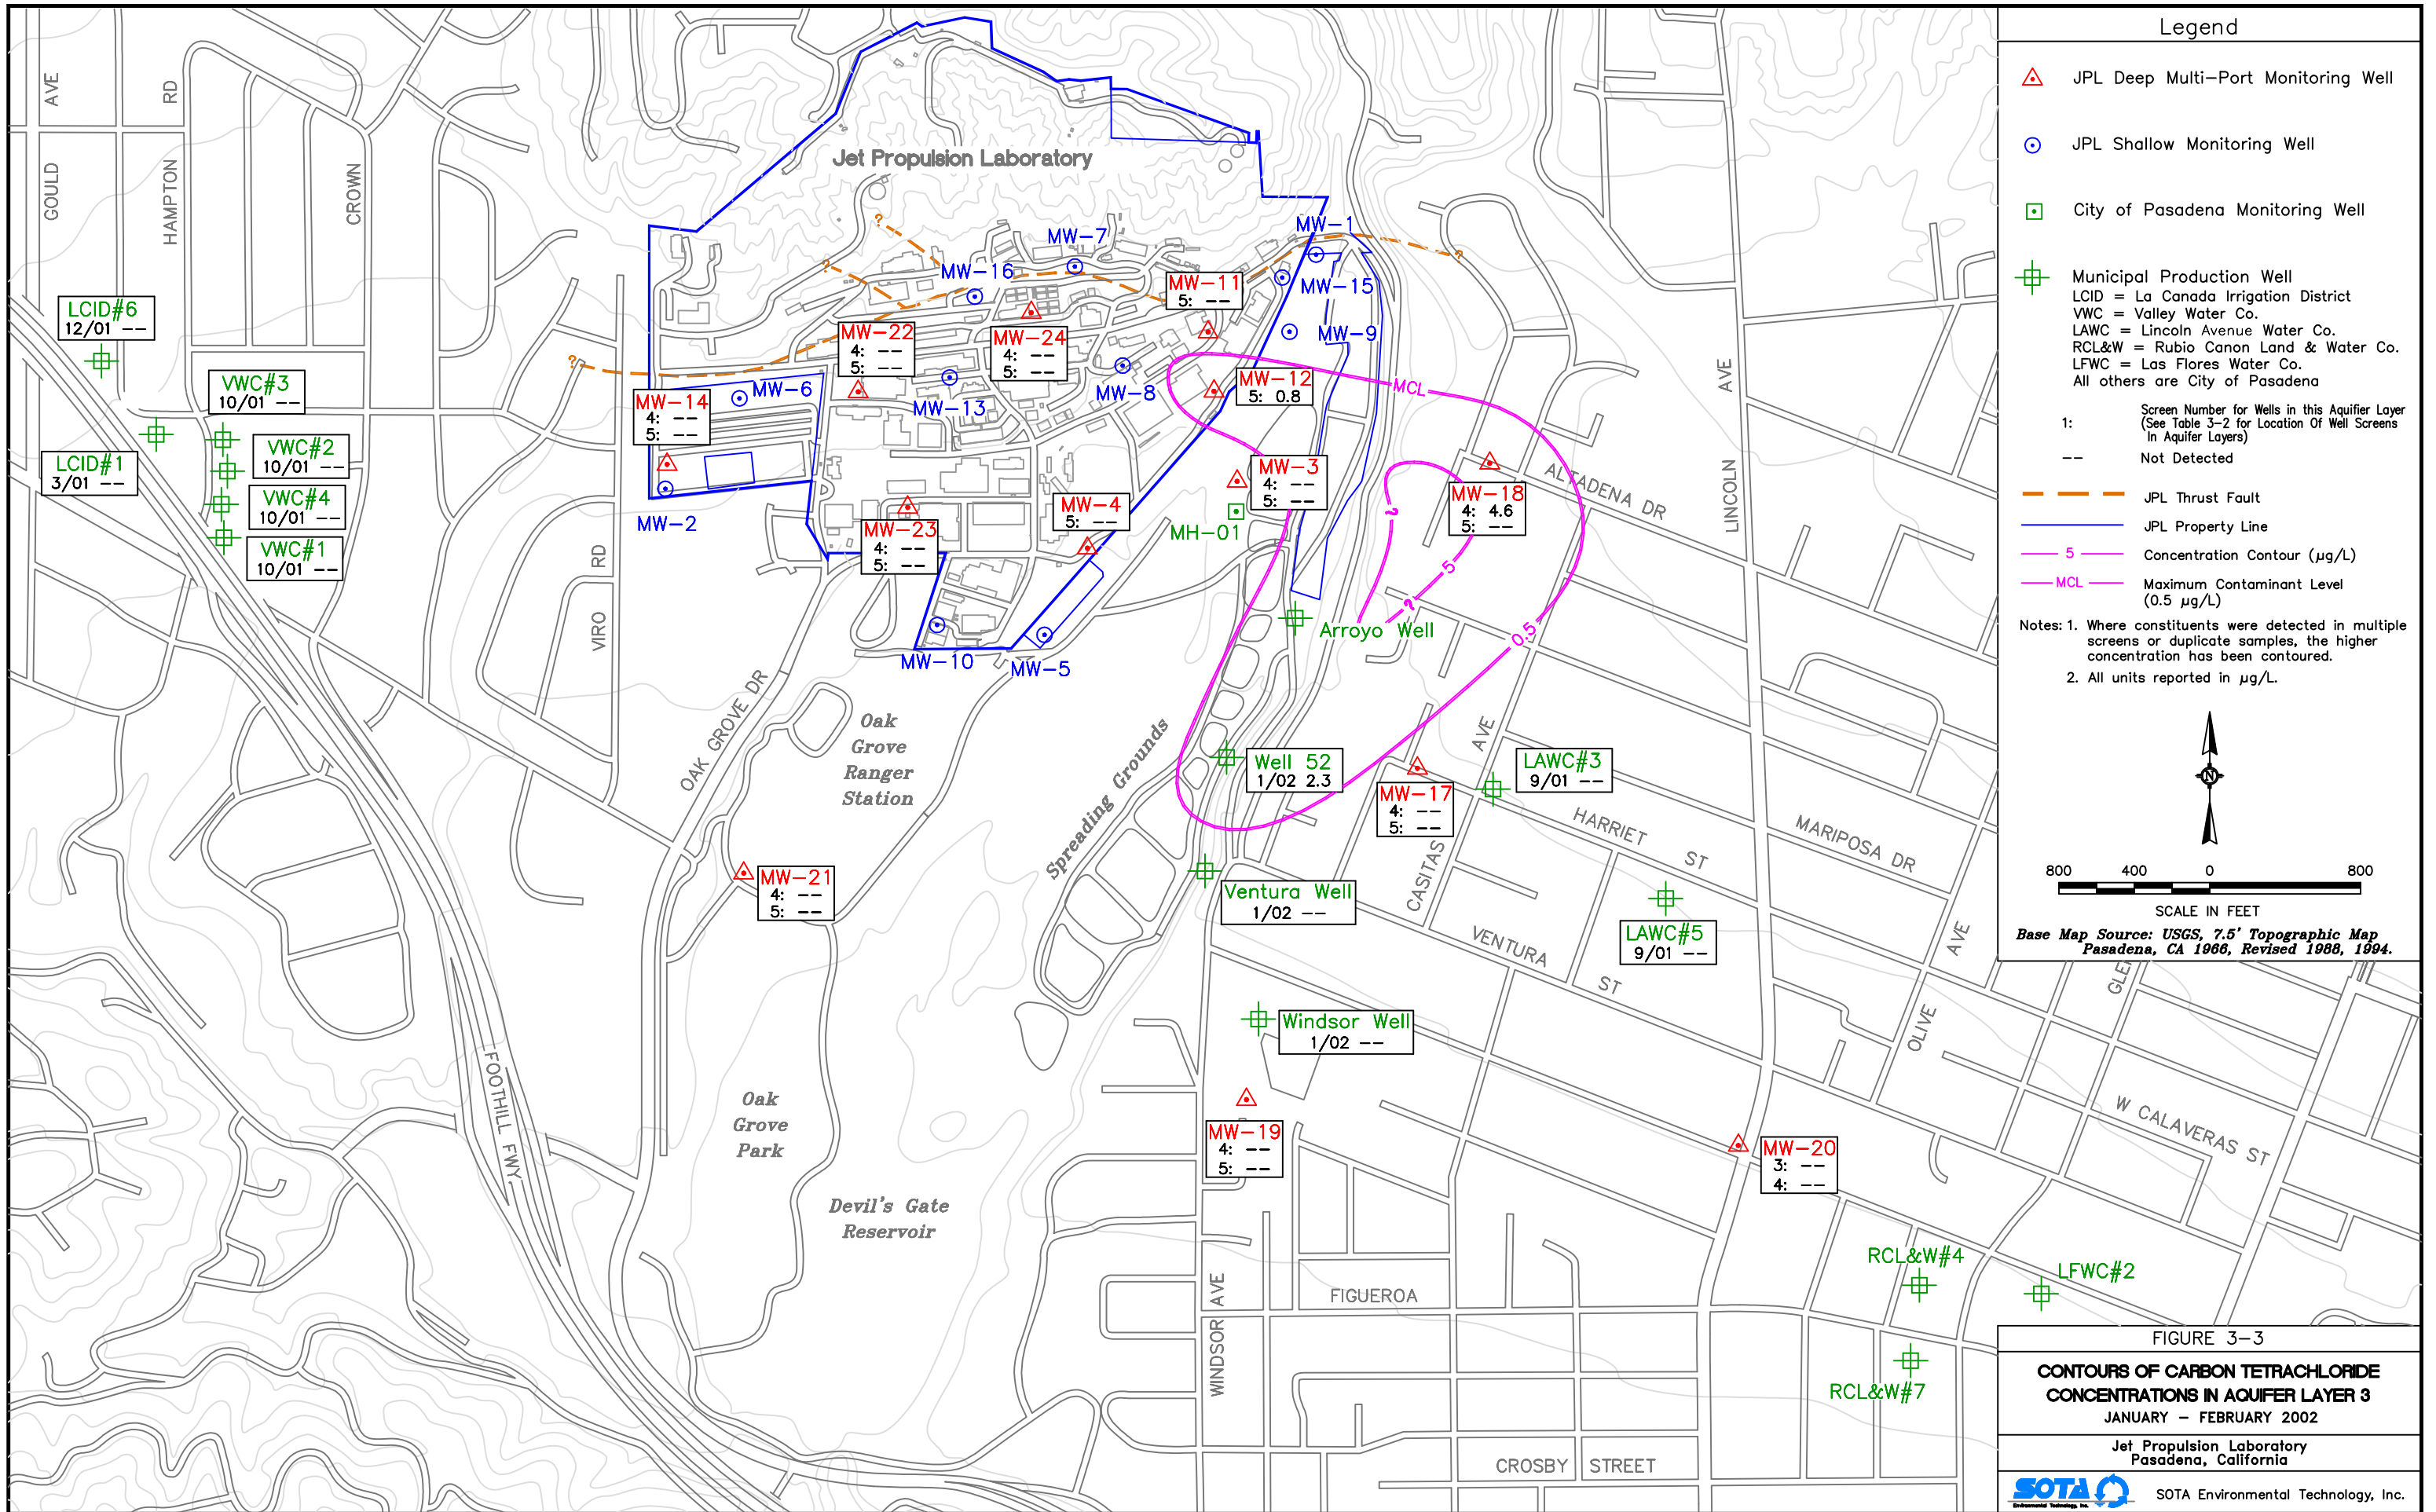 Legend
JPL Deep Multi-Port Monitoring Well
JPL Shallow Monitoring Well
City of Pasadena Monitoring Well
Municipal Production Well
LCID = La Canada Irrigation District
VWC = Valley Water Co.
LAWC = Lincoln Avenue Water Co.
RCL&W = Rubio Canon Land & Water Co.
LFWC = Las Flores Water Co.
All others are City of Pasadena
1:
Screen Number for Wells in this Aquifier Layer
(See Table 3-2 for Location Of Well Screens
In Aquifer Layers)
-- Not Detected
JPL Thrust Fault
JPL Property Line
5 Concentration Contour (µg/L)
MCL Maximum Contaminant Level
(0.5 µg/L)
Notes: 1. Where constituents were detected in multiple
screens or duplicate samples, the higher
concentration has been contoured.
2. All units reported in µg/L.
N
800 400 0 800
SCALE IN FEET
Base Map Source: USGS, 7.5' Topographic Map
Pasadena, CA 1966, Revised 1988, 1994.
FIGURE 3-3
CONTOURS OF CARBON TETRACHLORIDE
CONCENTRATIONS IN AQUIFER LAYER 3
JANUARY - FEBRUARY 2002
Jet Propulsion Laboratory
Pasadena, California
SOTA
Environmental Technology, Inc.
SOTA Environmental Technology, Inc.
GOULD AVE
HAMPTON RD
CROWN
Jet Propulsion Laboratory
?
?
?
?
MW-7
MW-1
MW-16
MW-11
5: --
MW-15
MW-9
LCID#6
12/01 --
MW-22
4: --
5: --
MW-24
4: --
5: --
MW-12
5: 0.8
MCL
VWC#3
10/01 --
MW-14
4: --
5: --
MW-6
MW-13
MW-8
LCID#1
3/01 --
VWC#2
10/01 --
VWC#4
10/01 --
VWC#1
10/01 --
MW-2
MW-23
4: --
5: --
MW-4
5: --
MW-3
4: --
5: --
MH-01
MW-18
4: 4.6
5: --
?
5
?
0.5
ALTADENA DR
LINCOLN AVE
VIRO RD
MW-10
MW-5
Arroyo Well
OAK GROVE DR
Oak
Grove
Ranger
Station
Spreading Grounds
Well 52
1/02 2.3
MW-17
4: --
5: --
LAWC#3
9/01 --
CASITAS AVE
HARRIET ST
MARIPOSA DR
MW-21
4: --
5: --
Ventura Well
1/02 --
VENTURA ST
LAWC#5
9/01 --
OLIVE AVE
GLEN
Windsor Well
1/02 --
FOOTHILL FWY
Oak
Grove
Park
Devil's Gate
Reservoir
MW-19
4: --
5: --
MW-20
3: --
4: --
W CALAVERAS ST
RCL&W#4
LFWC#2
RCL&W#7
WINDSOR AVE
FIGUEROA
CROSBY STREET